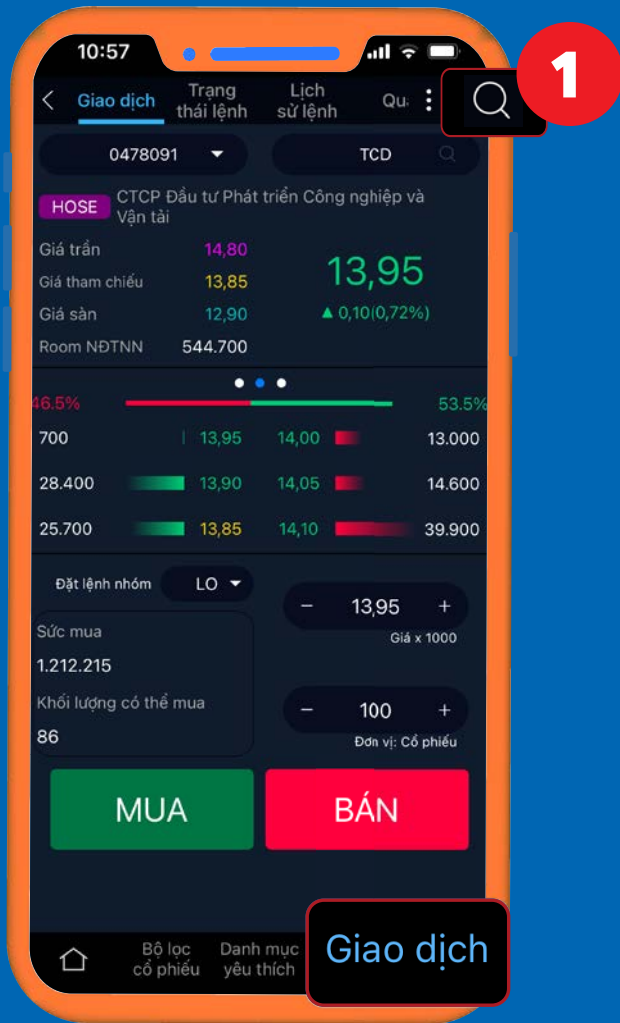 10:57
1
Giao dịch
Trạng
thái lệnh
Lịch
sử lệnh
Qu
0478091
TCD
HOSE
CTCP Đầu tư Phát triển Công nghiệp và
Vận tải
Giá trần 14,80
Giá tham chiếu 13,85
Giá sàn 12,90
Room NĐTNN 544.700
13,95
▲ 0,10(0,72%)
46.5% 53.5%
700 13,95 14,00 13.000
28.400 13,90 14,05 14.600
25.700 13,85 14,10 39.900
Đặt lệnh nhóm LO
- 13,95 +
Giá x 1000
Sức mua
1.212.215
Khối lượng có thể mua
86
- 100 +
Đơn vị: Cổ phiếu
MUA BÁN
Bộ lọc
cổ phiếu
Danh mục
yêu thích
Giao dịch